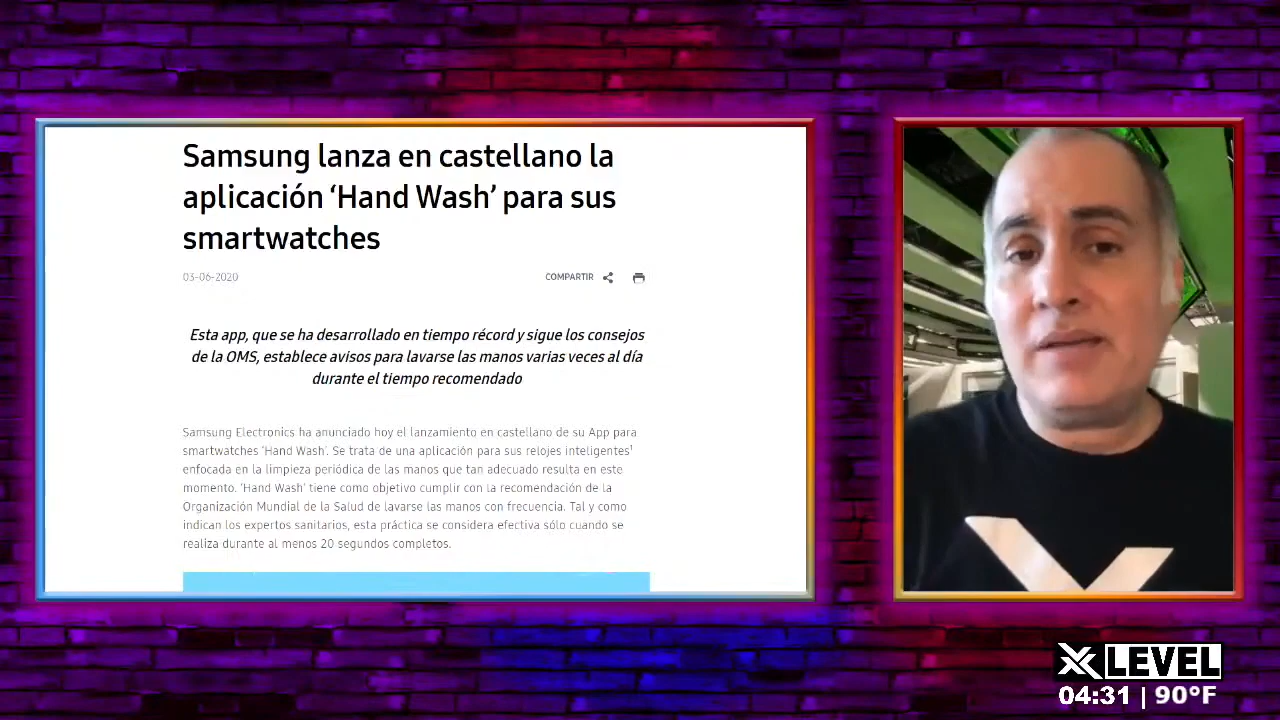 Samsung lanza en castellano la
aplicación ‘Hand Wash’ para sus
smartwatches
03-06-2020
COMPARTIR
Esta app, que se ha desarrollado en tiempo récord y sigue los consejos
de la OMS, establece avisos para lavarse las manos varias veces al día
durante el tiempo recomendado
Samsung Electronics ha anunciado hoy el lanzamiento en castellano de su App para
smartwatches ‘Hand Wash’. Se trata de una aplicación para sus relojes inteligentes¹
enfocada en la limpieza periódica de las manos que tan adecuado resulta en este
momento. ‘Hand Wash’ tiene como objetivo cumplir con la recomendación de la
Organización Mundial de la Salud de lavarse las manos con frecuencia. Tal y como
indican los expertos sanitarios, esta práctica se considera efectiva sólo cuando se
realiza durante al menos 20 segundos completos.
X LEVEL
04:31 | 90°F